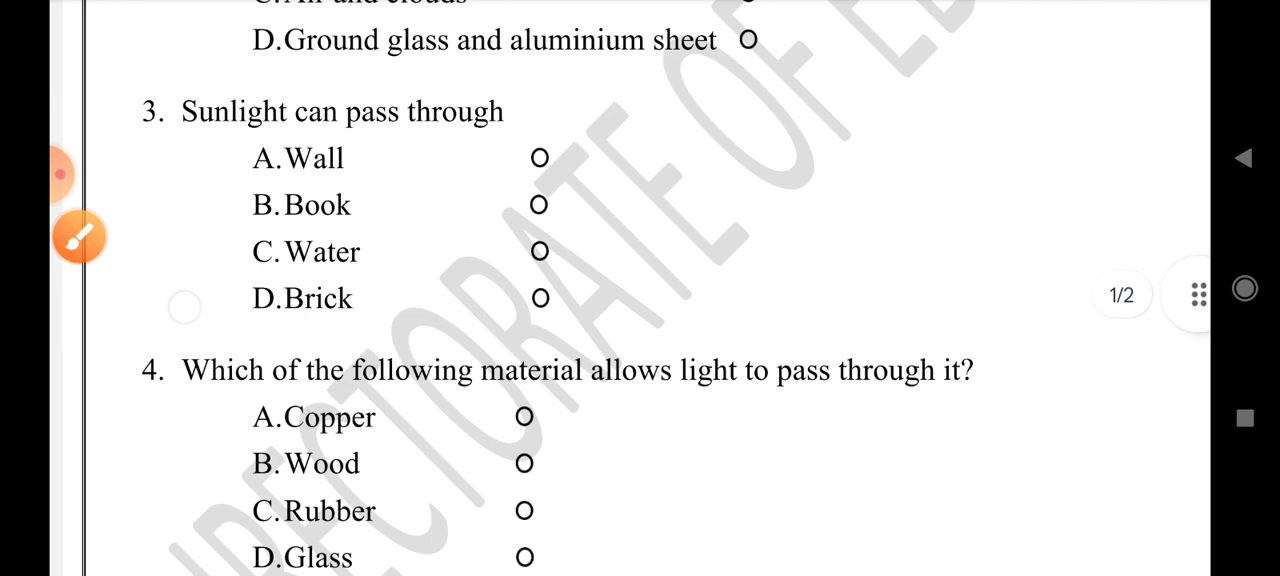 D.Ground glass and aluminium sheet O
3. Sunlight can pass through
A.Wall O
B.Book O
C.Water O
D.Brick O
1/2
4. Which of the following material allows light to pass through it?
A.Copper O
B.Wood O
C.Rubber O
D.Glass O